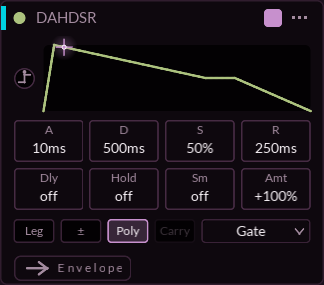 DAHDSR
A D S R
10ms 500ms 50% 250ms
Dly Hold Sm Amt
off off off +100%
Leg ± Poly Carry Gate
Envelope